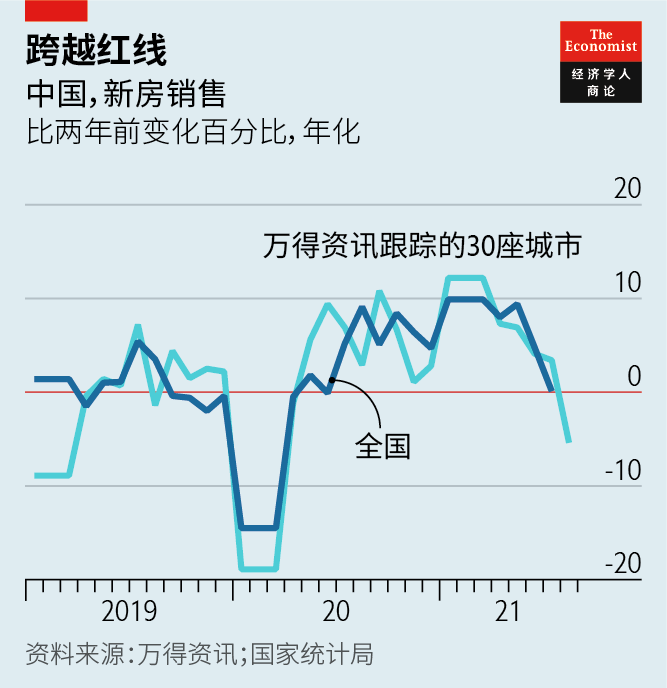 跨越红线
The
Economist
中国，新房销售
经济学人
商论
比两年前变化百分比，年化
20
万得资讯跟踪的30座城市
10
0
全国
-10
-20
2019
20
21
资料来源：万得资讯；国家统计局